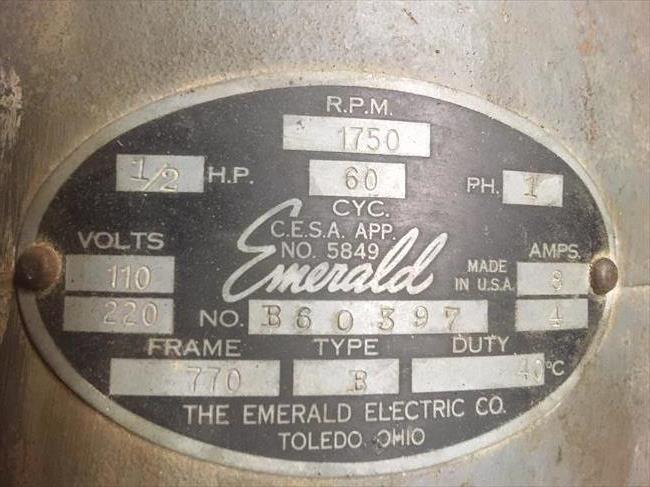 R.P.M.
1750
1/2 H.P. 60 PH. 1
CYC.
C.E.S.A. APP.
NO. 5849
Emerald
VOLTS AMPS.
110 MADE IN U.S.A. 8
220 NO. B60397 4
FRAME TYPE DUTY
770 B 40°C
THE EMERALD ELECTRIC CO.
TOLEDO, OHIO